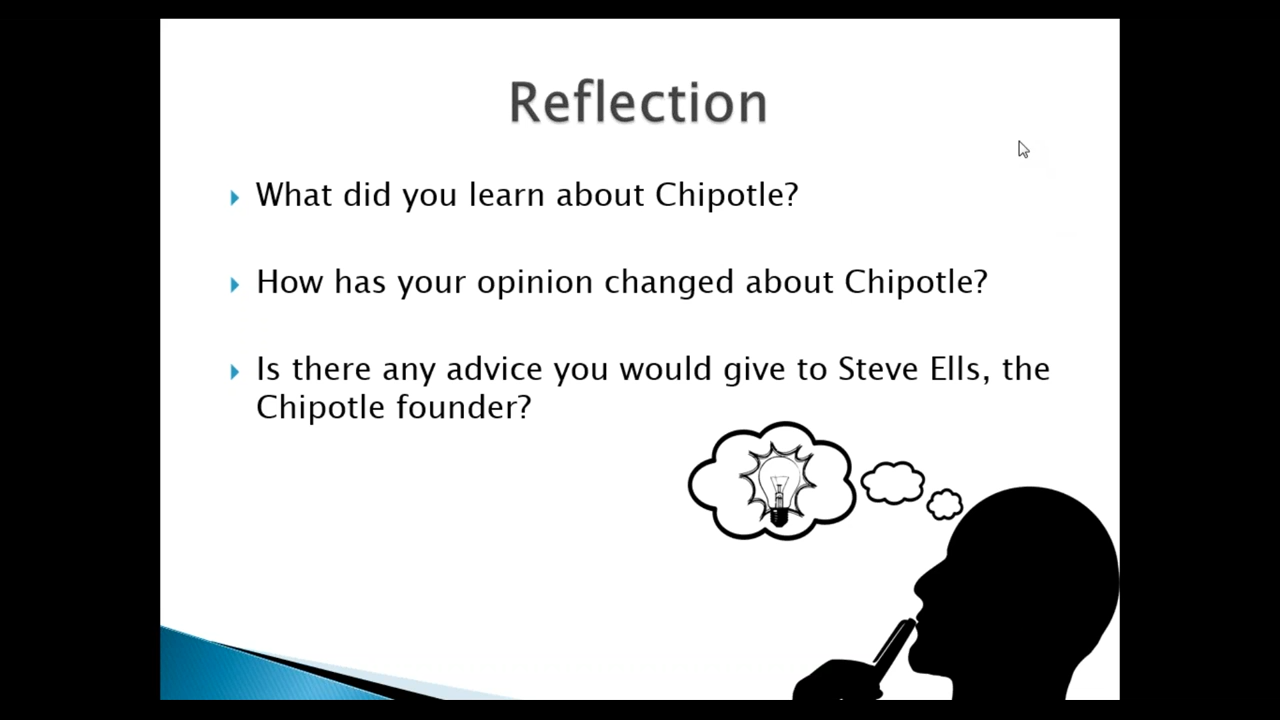 Reflection
What did you learn about Chipotle?
How has your opinion changed about Chipotle?
Is there any advice you would give to Steve Ells, the
Chipotle founder?